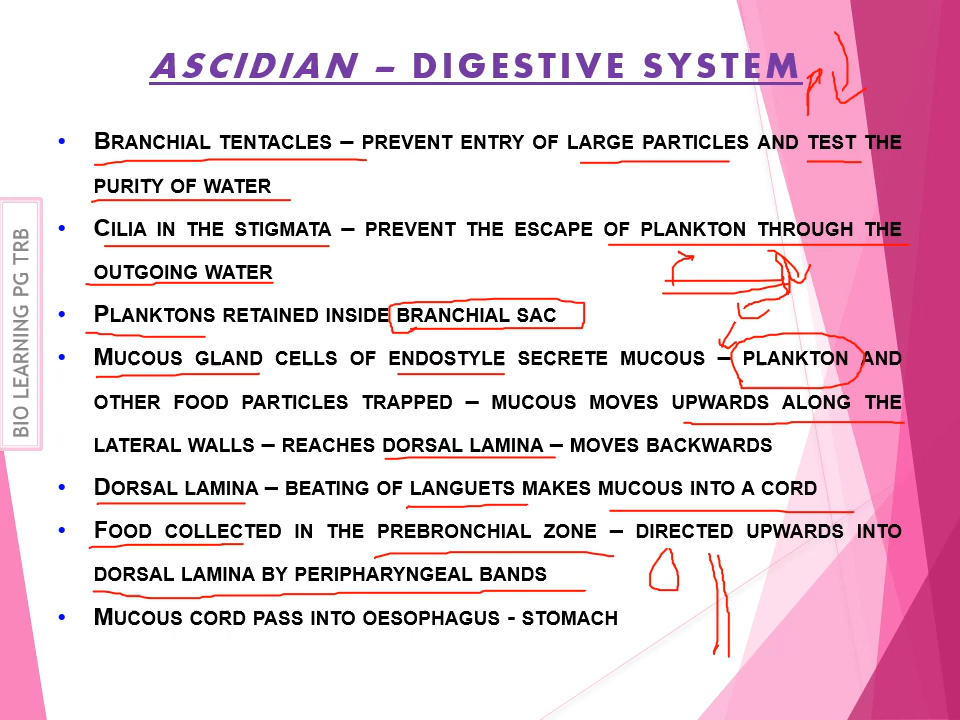 ASCIDIAN – DIGESTIVE SYSTEM
• BRANCHIAL TENTACLES – PREVENT ENTRY OF LARGE PARTICLES AND TEST THE
PURITY OF WATER
• CILIA IN THE STIGMATA – PREVENT THE ESCAPE OF PLANKTON THROUGH THE
OUTGOING WATER
• PLANKTONS RETAINED INSIDE BRANCHIAL SAC
• MUCOUS GLAND CELLS OF ENDOSTYLE SECRETE MUCOUS – PLANKTON AND
OTHER FOOD PARTICLES TRAPPED – MUCOUS MOVES UPWARDS ALONG THE
LATERAL WALLS – REACHES DORSAL LAMINA – MOVES BACKWARDS
• DORSAL LAMINA – BEATING OF LANGUETS MAKES MUCOUS INTO A CORD
• FOOD COLLECTED IN THE PREBRONCHIAL ZONE – DIRECTED UPWARDS INTO
DORSAL LAMINA BY PERIPHARYNGEAL BANDS
• MUCOUS CORD PASS INTO OESOPHAGUS - STOMACH
BIO LEARNING PG TRB